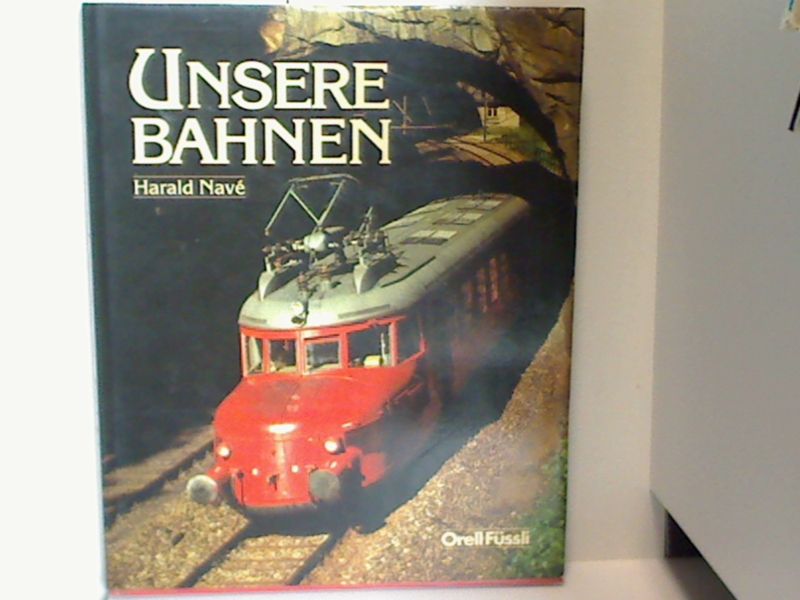 UNSERE
BAHNEN
Harald Navé
Orell Füssli